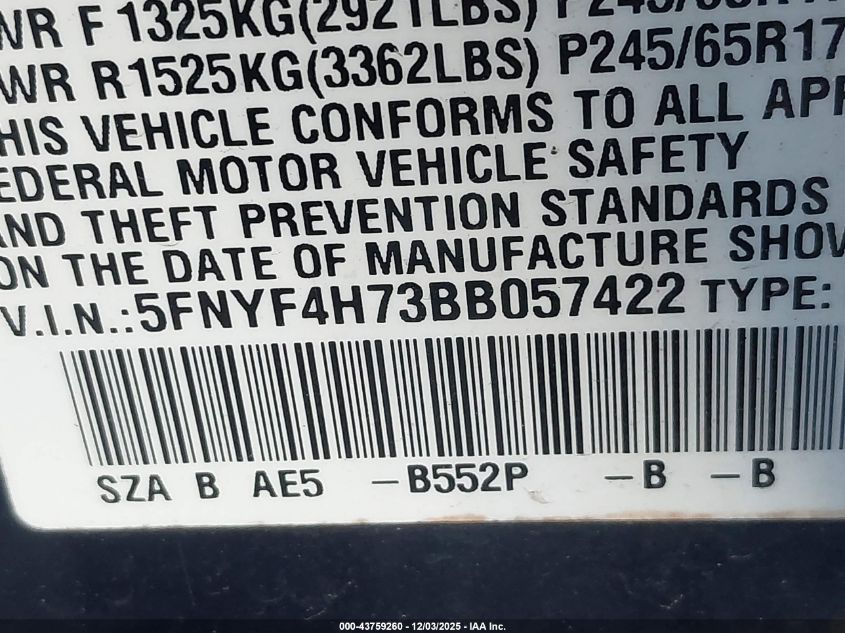 WR F 1325KG(2921LBS)
WR R1525KG(3362LBS) P245/65R17
HIS VEHICLE CONFORMS TO ALL
EDERAL MOTOR VEHICLE SAFETY
AND THEFT PREVENTION STANDARDS
ON THE DATE OF MANUFACTURE SHOW
V.I.N.:5FNYF4H73BB057422 TYPE:
SZA B AE5 -B552P -B -B
000-43759260 - 12/03/2025 - IAA Inc.